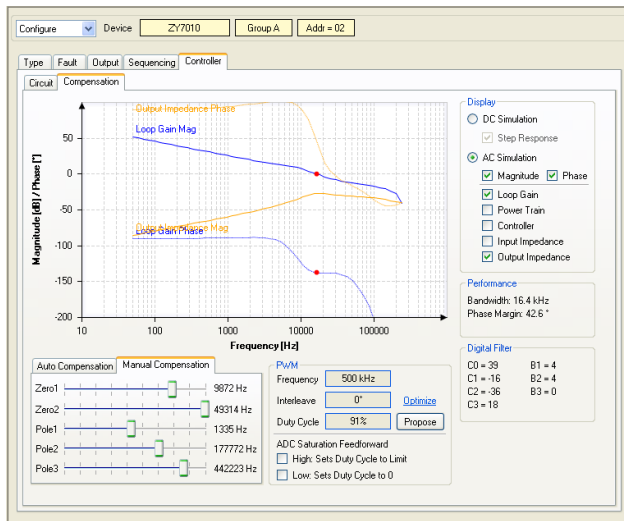 Configure Device ZY7010 Group A Addr = 02
Type Fault Output Sequencing Controller
Circuit Compensation
Output Impedance Phase
Loop Gain Mag
Output Impedance Mag
Loop Gain Phase
Magnitude [dB] / Phase [°]
50
0
-50
-100
-150
-200
10 100 1000 10000 100000
Frequency [Hz]
Display
DC Simulation
Step Response
AC Simulation
Magnitude Phase
Loop Gain
Power Train
Controller
Input Impedance
Output Impedance
Performance
Bandwidth: 16.4 kHz
Phase Margin: 42.6 °
Digital Filter
C0 = 39 B1 = 4
C1 = -16 B2 = 4
C2 = -36 B3 = 0
C3 = 18
Auto Compensation Manual Compensation
Zero1 9872 Hz
Zero2 49314 Hz
Pole1 1335 Hz
Pole2 177772 Hz
Pole3 442223 Hz
PWM
Frequency 500 kHz
Interleave 0° Optimize
Duty Cycle 91% Propose
ADC Saturation Feedforward
High: Sets Duty Cycle to Limit
Low: Sets Duty Cycle to 0